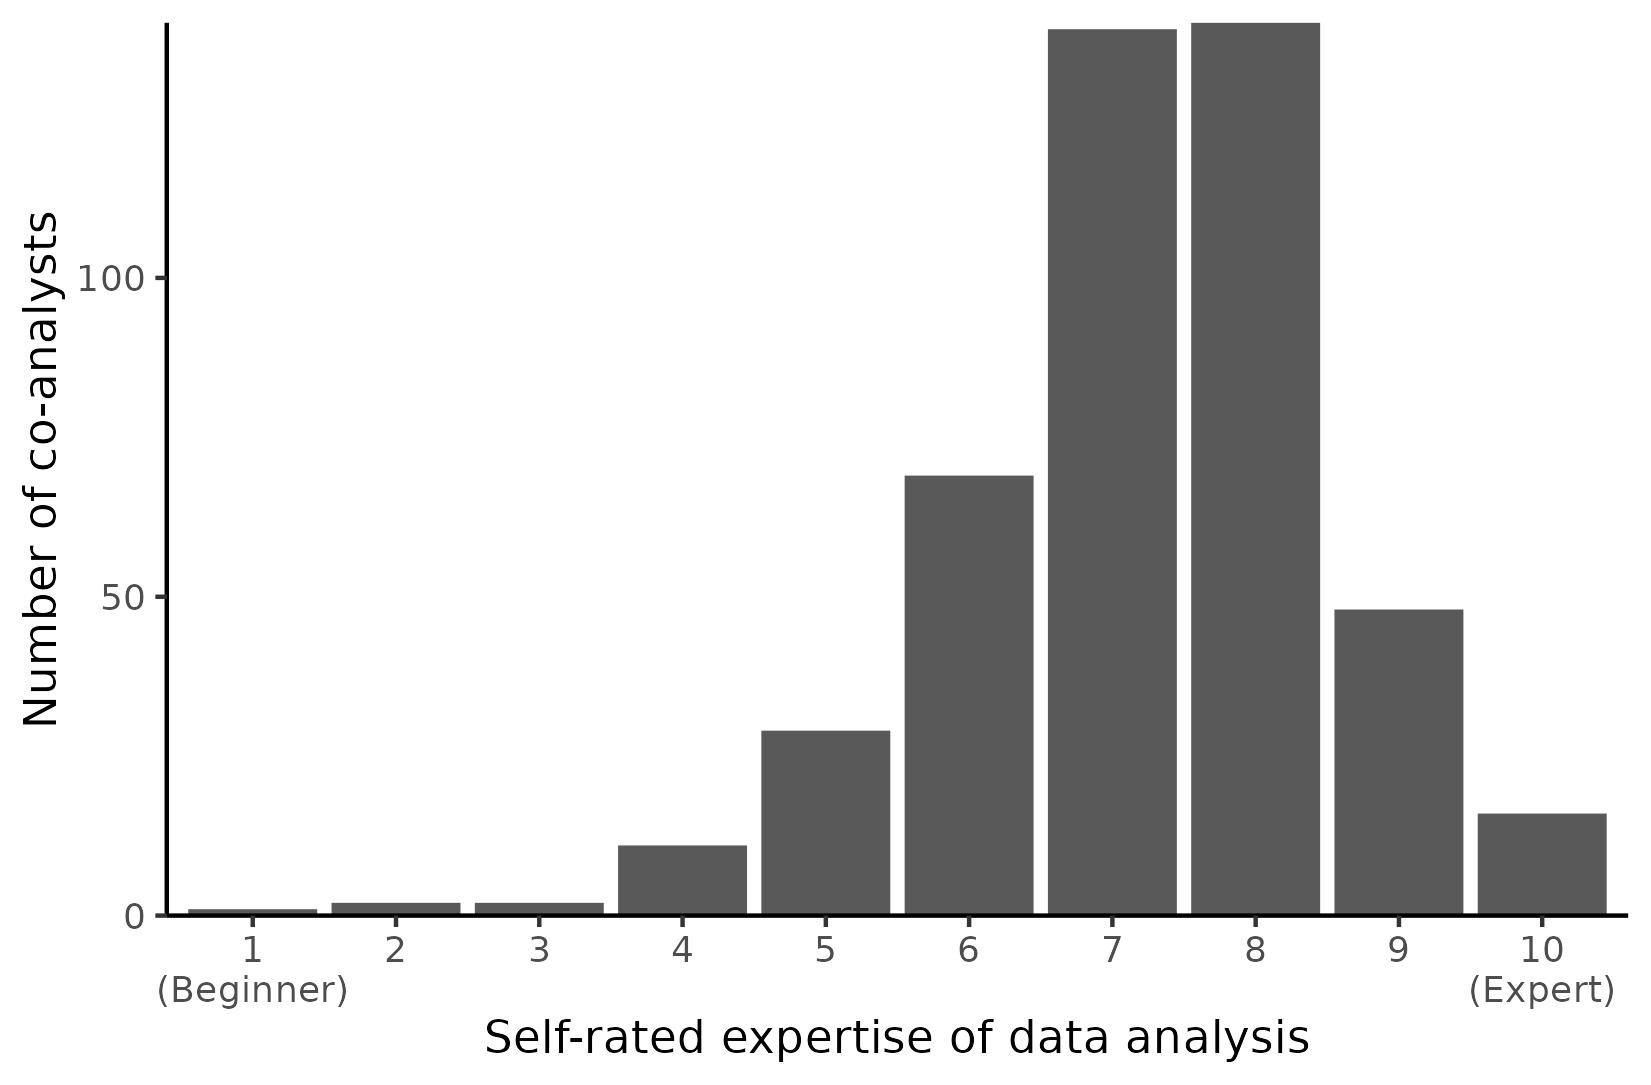 Number of co-analysts
100
50
0
1 2 3 4 5 6 7 8 9 10
(Beginner) (Expert)
Self-rated expertise of data analysis